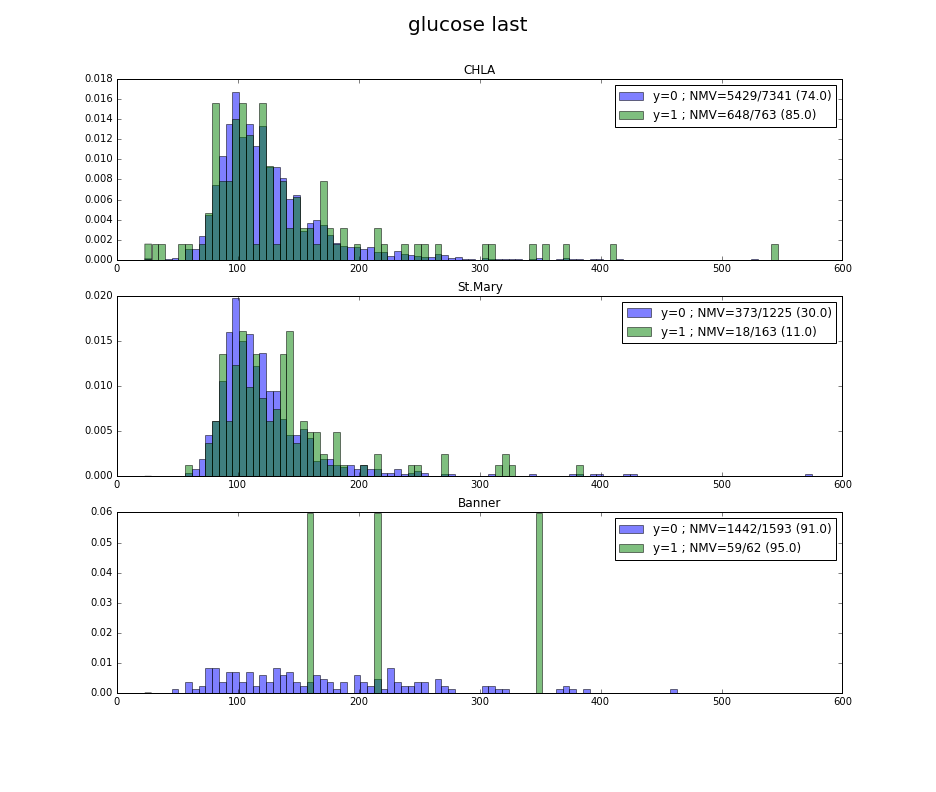 glucose last
CHLA
0.018
0.016
0.014
0.012
0.010
0.008
0.006
0.004
0.002
0.000
y=0 ; NMV=5429/7341 (74.0)
y=1 ; NMV=648/763 (85.0)
0 100 200 300 400 500 600
St.Mary
0.020
0.015
0.010
0.005
0.000
y=0 ; NMV=373/1225 (30.0)
y=1 ; NMV=18/163 (11.0)
0 100 200 300 400 500 600
Banner
0.06
0.05
0.04
0.03
0.02
0.01
0.00
y=0 ; NMV=1442/1593 (91.0)
y=1 ; NMV=59/62 (95.0)
0 100 200 300 400 500 600